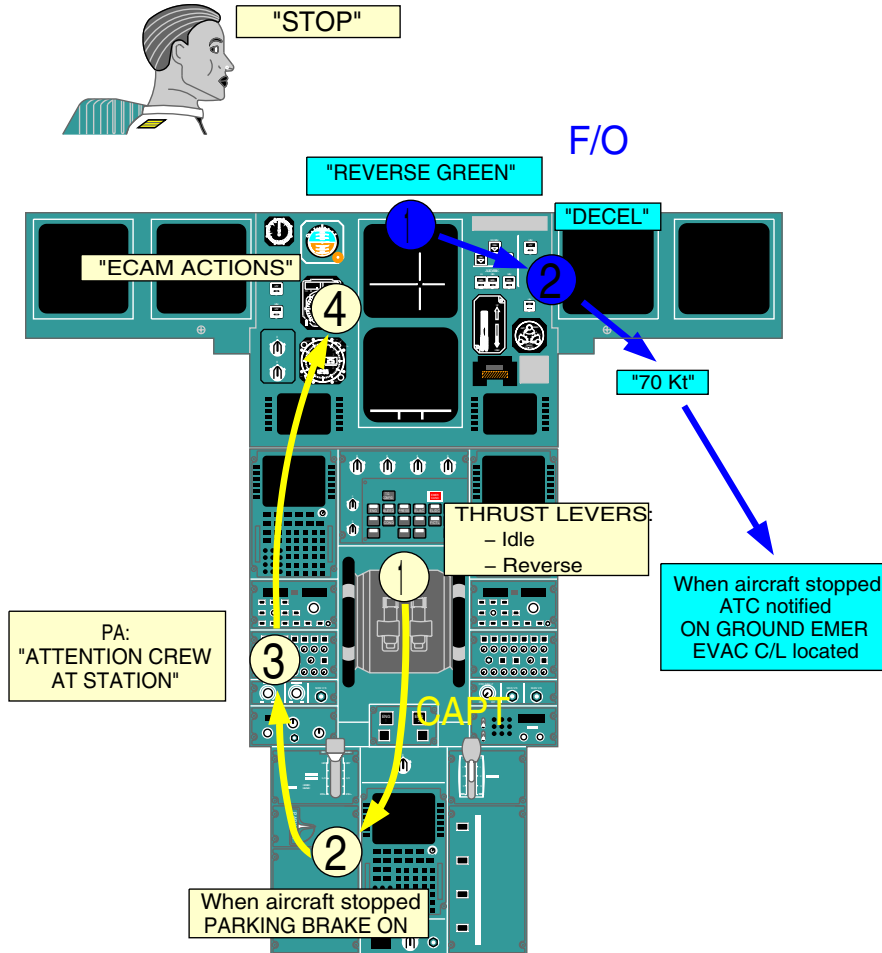 "STOP"
F/O
"REVERSE GREEN"
1
"DECEL"
"ECAM ACTIONS"
2
4
"70 Kt"
THRUST LEVERS:
– Idle
– Reverse
1
When aircraft stopped
ATC notified
ON GROUND EMER
EVAC C/L located
PA:
"ATTENTION CREW
AT STATION"
3
CAPT
2
When aircraft stopped
PARKING BRAKE ON